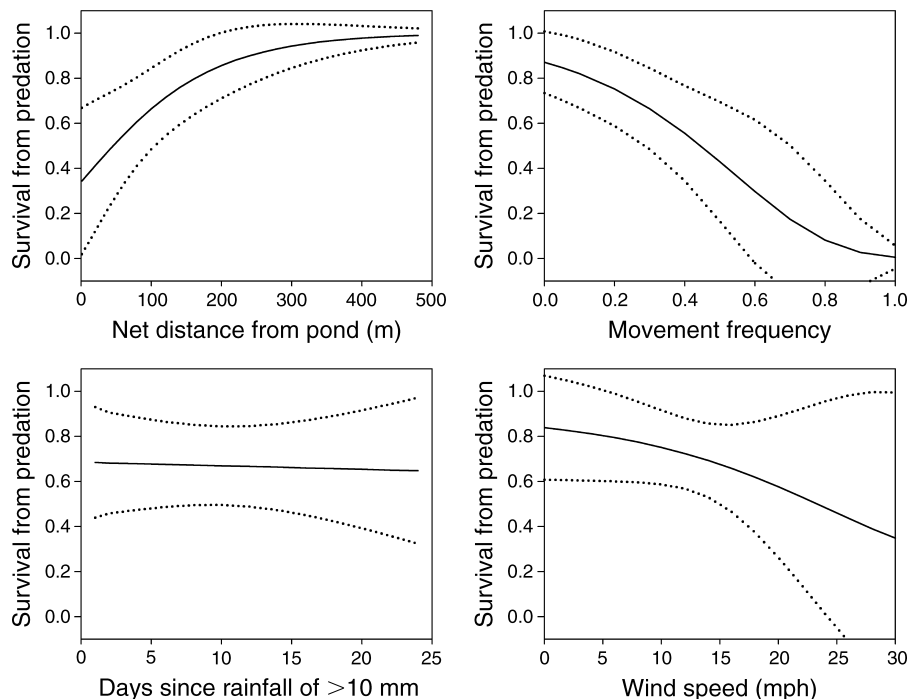 Survival from predation
1.0
0.8
0.6
0.4
0.2
0.0
0 100 200 300 400 500
Net distance from pond (m)
Survival from predation
1.0
0.8
0.6
0.4
0.2
0.0
0.0 0.2 0.4 0.6 0.8 1.0
Movement frequency
Survival from predation
1.0
0.8
0.6
0.4
0.2
0.0
0 5 10 15 20 25
Days since rainfall of >10 mm
Survival from predation
1.0
0.8
0.6
0.4
0.2
0.0
0 5 10 15 20 25 30
Wind speed (mph)